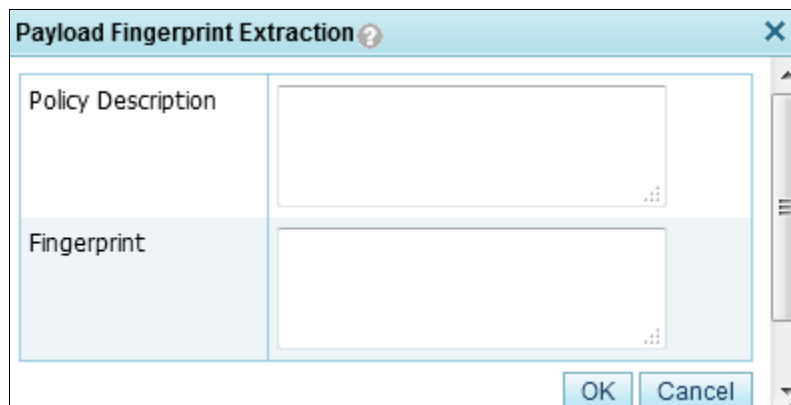 Payload Fingerprint Extraction ?
Policy Description
Fingerprint
OK Cancel